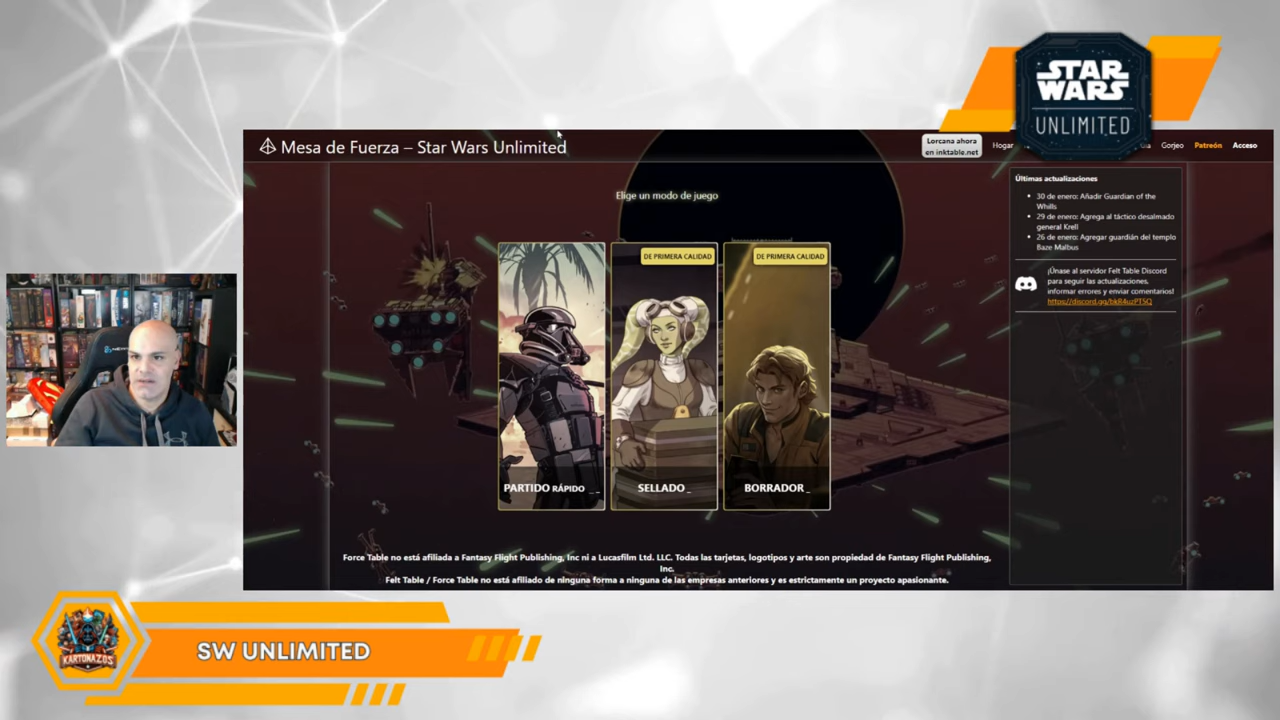 STAR
WARS
UNLIMITED
Mesa de Fuerza – Star Wars Unlimited
Lorcana ahora
en inktable.net
Hogar
Gorjeo
Patreón
Acceso
Elige un modo de juego
DE PRIMERA CALIDAD
DE PRIMERA CALIDAD
PARTIDO RÁPIDO _ _
SELLADO _
BORRADOR _
Últimas actualizaciones
30 de enero: Añadir Guardian of the
Whills
29 de enero: Agrega al táctico desalmado
general Krell
26 de enero: Agregar guardián del templo
Baze Malbus
¡Únase al servidor Felt Table Discord
para seguir las actualizaciones,
informar errores y enviar comentarios!
https://discord.gg/bkR4uzPTSQ
Force Table no está afiliada a Fantasy Flight Publishing, Inc ni a Lucasfilm Ltd. LLC. Todas las tarjetas, logotipos y arte son propiedad de Fantasy Flight Publishing,
Inc.
Felt Table / Force Table no está afiliado de ninguna forma a ninguna de las empresas anteriores y es estrictamente un proyecto apasionante.
KARTONAZOS
SW UNLIMITED